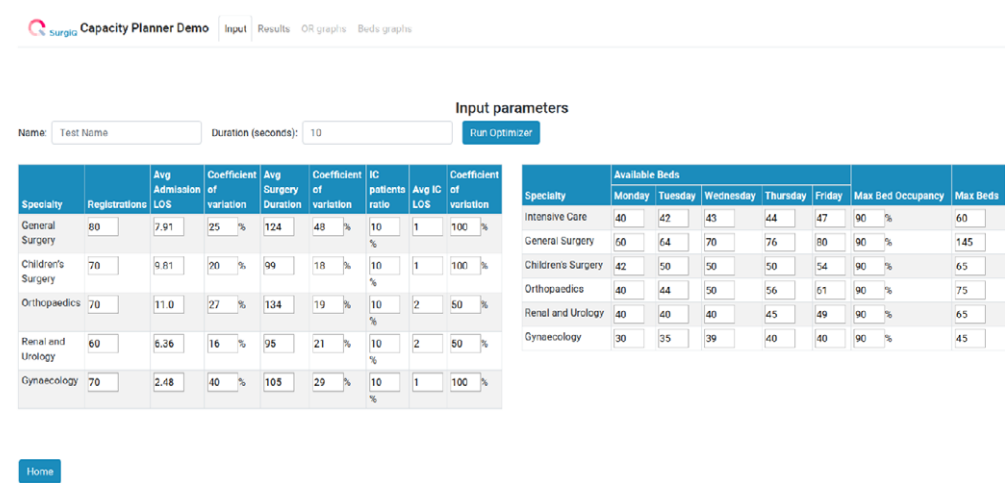 SurgiQ Capacity Planner Demo Input Results OR graphs Beds graphs
Input parameters
Name: Test Name Duration (seconds): 10 Run Optimizer
Specialty Registrations Avg Admission LOS Coefficient of variation Avg Surgery Duration Coefficient of variation IC patients ratio Avg IC LOS Coefficient of variation
General Surgery 80 7.91 25 % 124 48 % 10 % 1 100 %
Children's Surgery 70 9.81 20 % 99 18 % 10 % 1 100 %
Orthopaedics 70 11.0 27 % 134 19 % 10 % 2 50 %
Renal and Urology 60 6.36 16 % 95 21 % 10 % 2 50 %
Gynaecology 70 2.48 40 % 105 29 % 10 % 1 100 %
Available Beds
Specialty Monday Tuesday Wednesday Thursday Friday Max Bed Occupancy Max Beds
Intensive Care 40 42 43 44 47 90 % 60
General Surgery 60 64 70 76 80 90 % 145
Children's Surgery 42 50 50 50 54 90 % 65
Orthopaedics 40 44 50 56 61 90 % 75
Renal and Urology 40 40 40 45 49 90 % 65
Gynaecology 30 35 39 40 40 90 % 45
Home